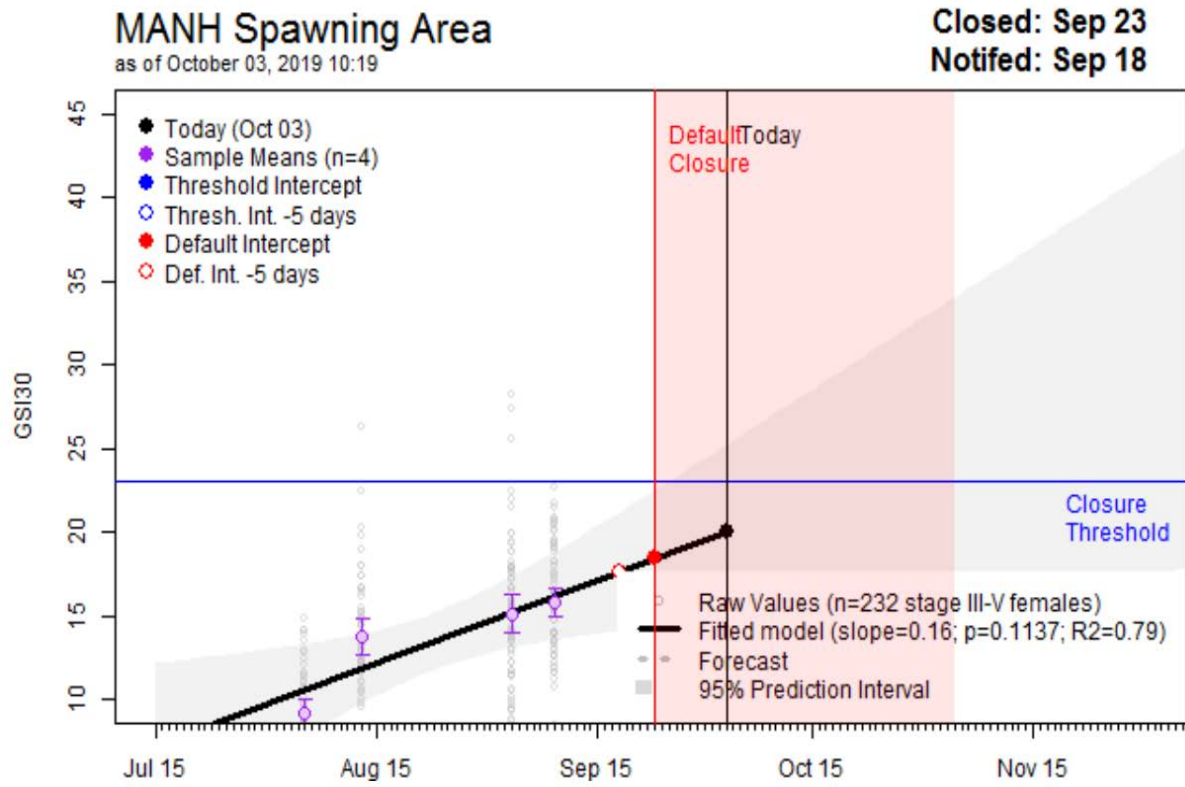 MANH Spawning Area
as of October 03, 2019 10:19
Closed: Sep 23
Notifed: Sep 18
Today (Oct 03)
Sample Means (n=4)
Threshold Intercept
Thresh. Int. -5 days
Default Intercept
Def. Int. -5 days
Default
Closure
Today
45
40
35
30
25
20
15
10
GSI30
Closure
Threshold
Raw Values (n=232 stage III-V females)
Fitted model (slope=0.16; p=0.1137; R2=0.79)
Forecast
95% Prediction Interval
Jul 15
Aug 15
Sep 15
Oct 15
Nov 15